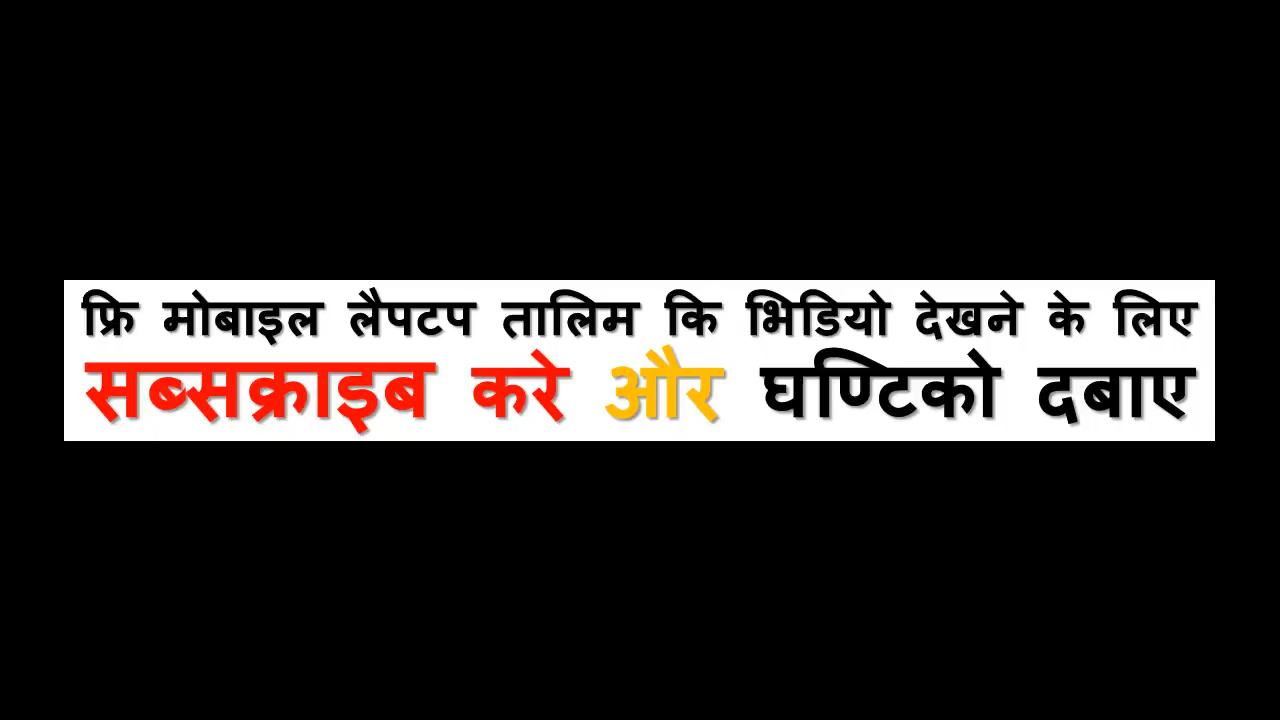 फ्रि मोबाइल लैपटप तालिम कि भिडियो देखने के लिए
सब्सक्राइब करे और घण्टिको दबाए